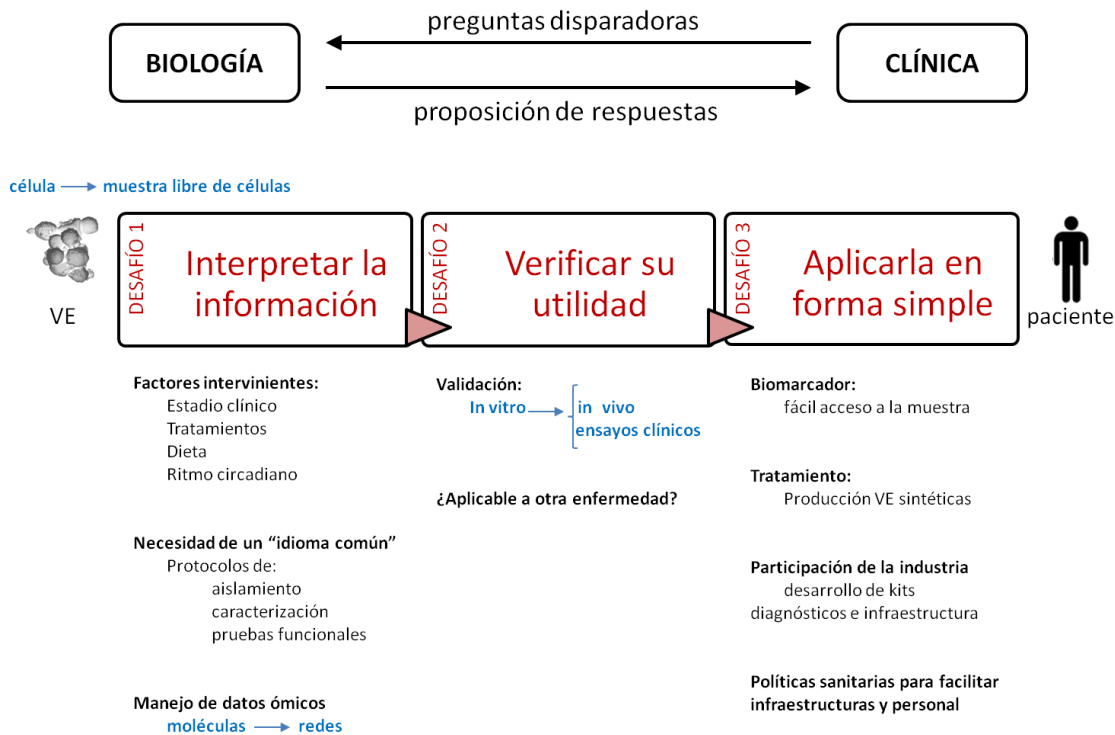 preguntas disparadoras
BIOLOGÍA
CLÍNICA
proposición de respuestas
célula → muestra libre de células
VE
DESAFÍO 1
Interpretar la
información
DESAFÍO 2
Verificar su
utilidad
DESAFÍO 3
Aplicarla en
forma simple
paciente
Factores intervinientes:
Estadio clínico
Tratamientos
Dieta
Ritmo circadiano
Necesidad de un “idioma común”
Protocolos de:
aislamiento
caracterización
pruebas funcionales
Manejo de datos ómicos
moléculas → redes
Validación:
In vitro → in vivo
ensayos clínicos
¿Aplicable a otra enfermedad?
Biomarcador:
fácil acceso a la muestra
Tratamiento:
Producción VE sintéticas
Participación de la industria
desarrollo de kits
diagnósticos e infraestructura
Políticas sanitarias para facilitar
infraestructuras y personal